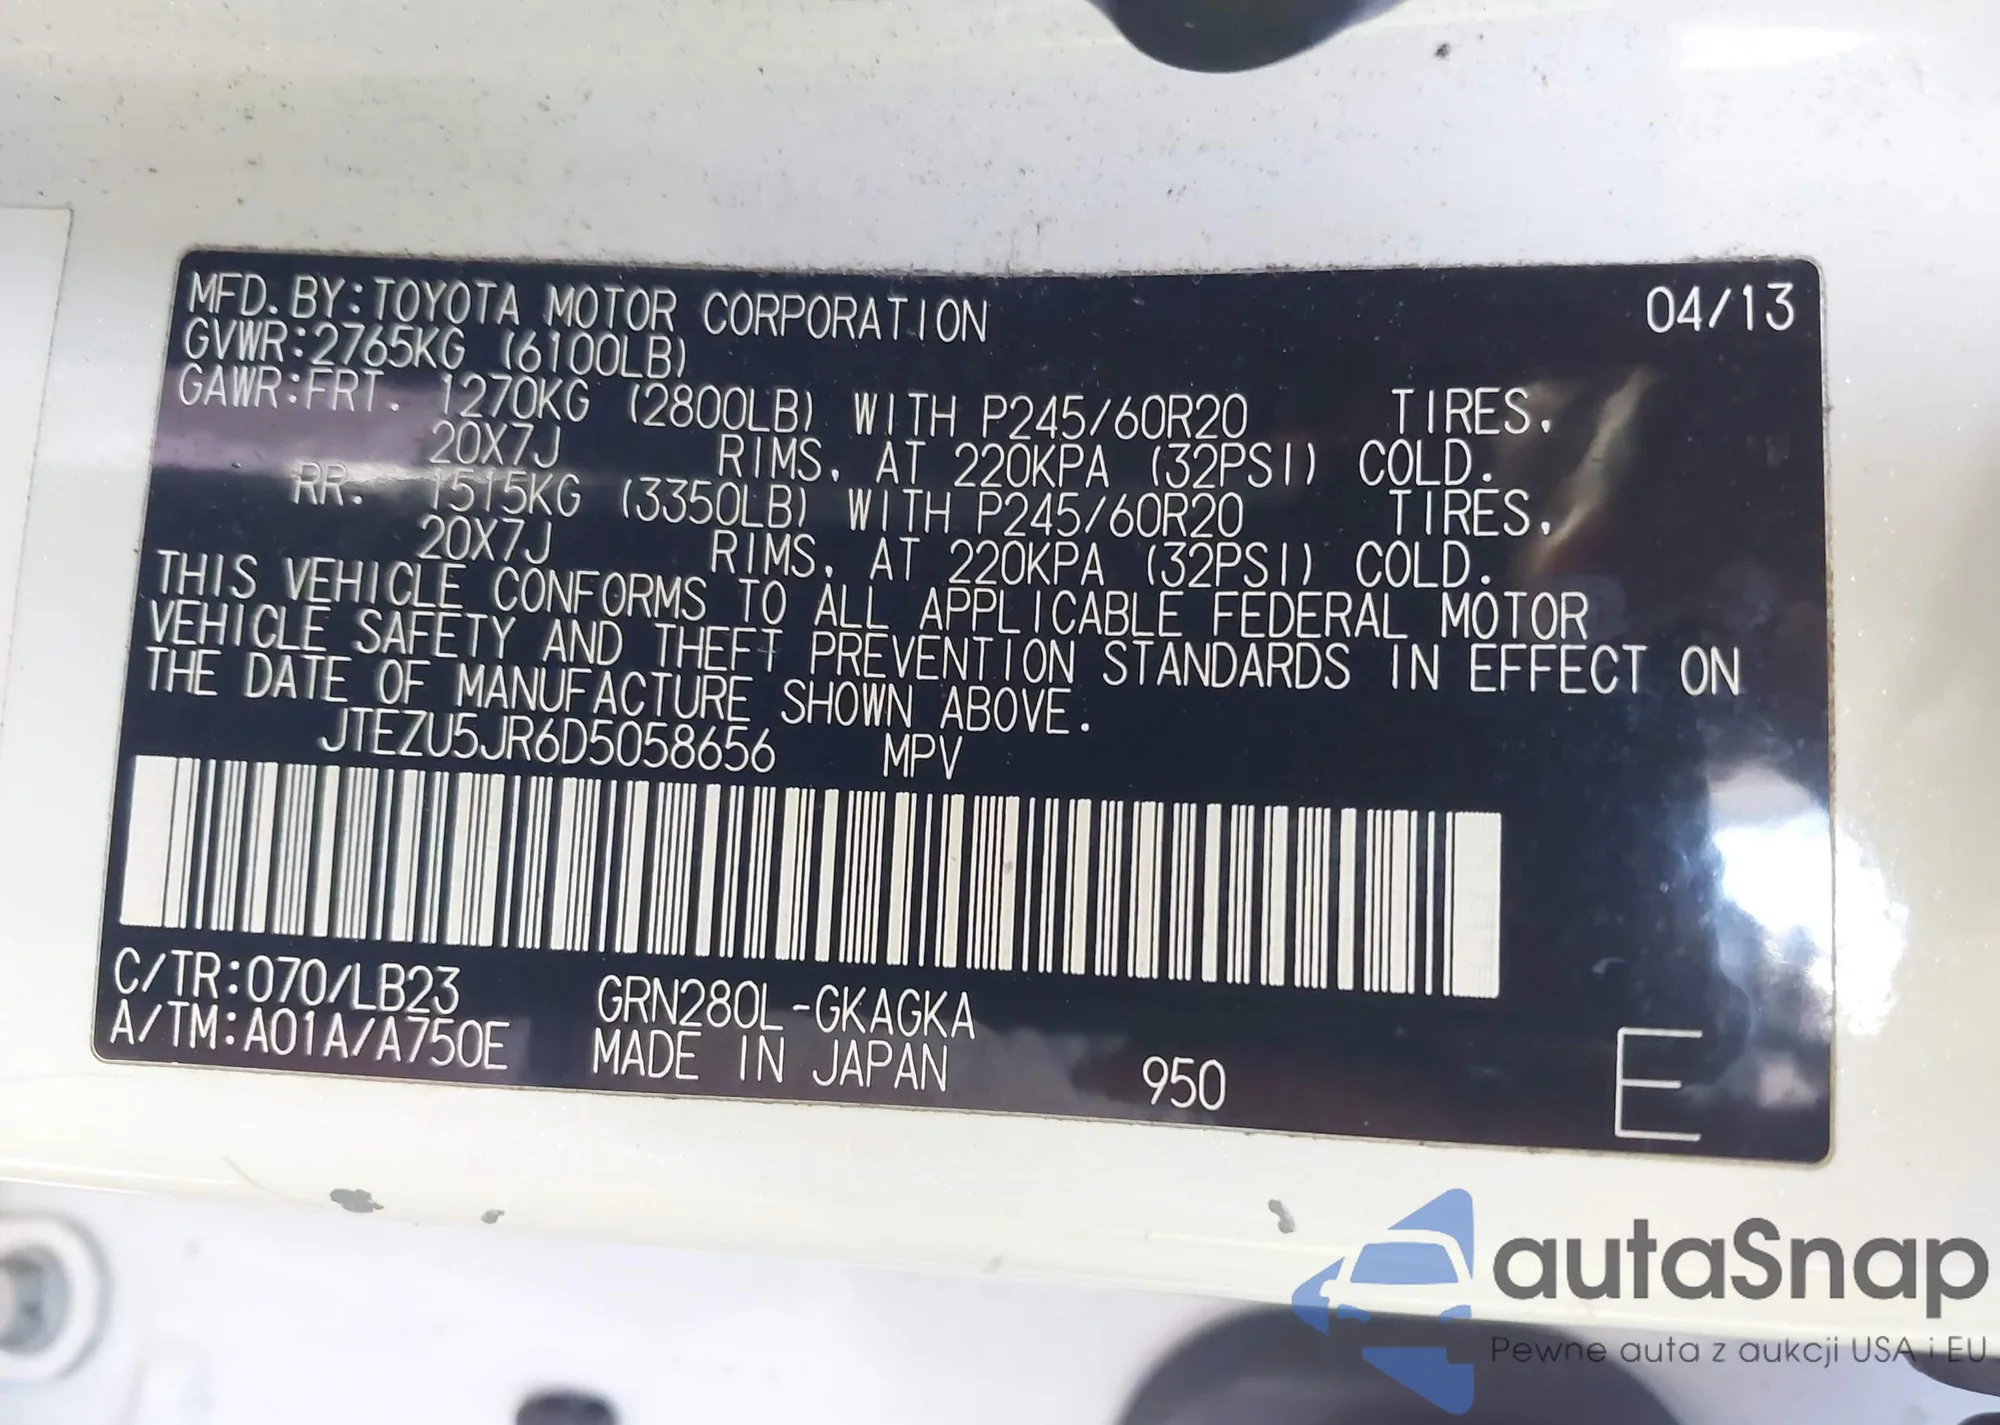 MFD. BY:TOYOTA MOTOR CORPORATION 04/13
GVWR:2765KG (6100LB)
GAWR:FRT. 1270KG (2800LB) WITH P245/60R20 TIRES,
20X7J RIMS, AT 220KPA (32PSI) COLD.
RR. 1515KG (3350LB) WITH P245/60R20 TIRES,
20X7J RIMS, AT 220KPA (32PSI) COLD.
THIS VEHICLE CONFORMS TO ALL APPLICABLE FEDERAL MOTOR
VEHICLE SAFETY AND THEFT PREVENTION STANDARDS IN EFFECT ON
THE DATE OF MANUFACTURE SHOWN ABOVE.
JTEZU5JR6D5058656 MPV
C/TR:070/LB23 GRN280L-GKAGKA
A/TM:A01A/A750E MADE IN JAPAN 950 E
autaSnap
Pewne auta z aukcji USA i EU